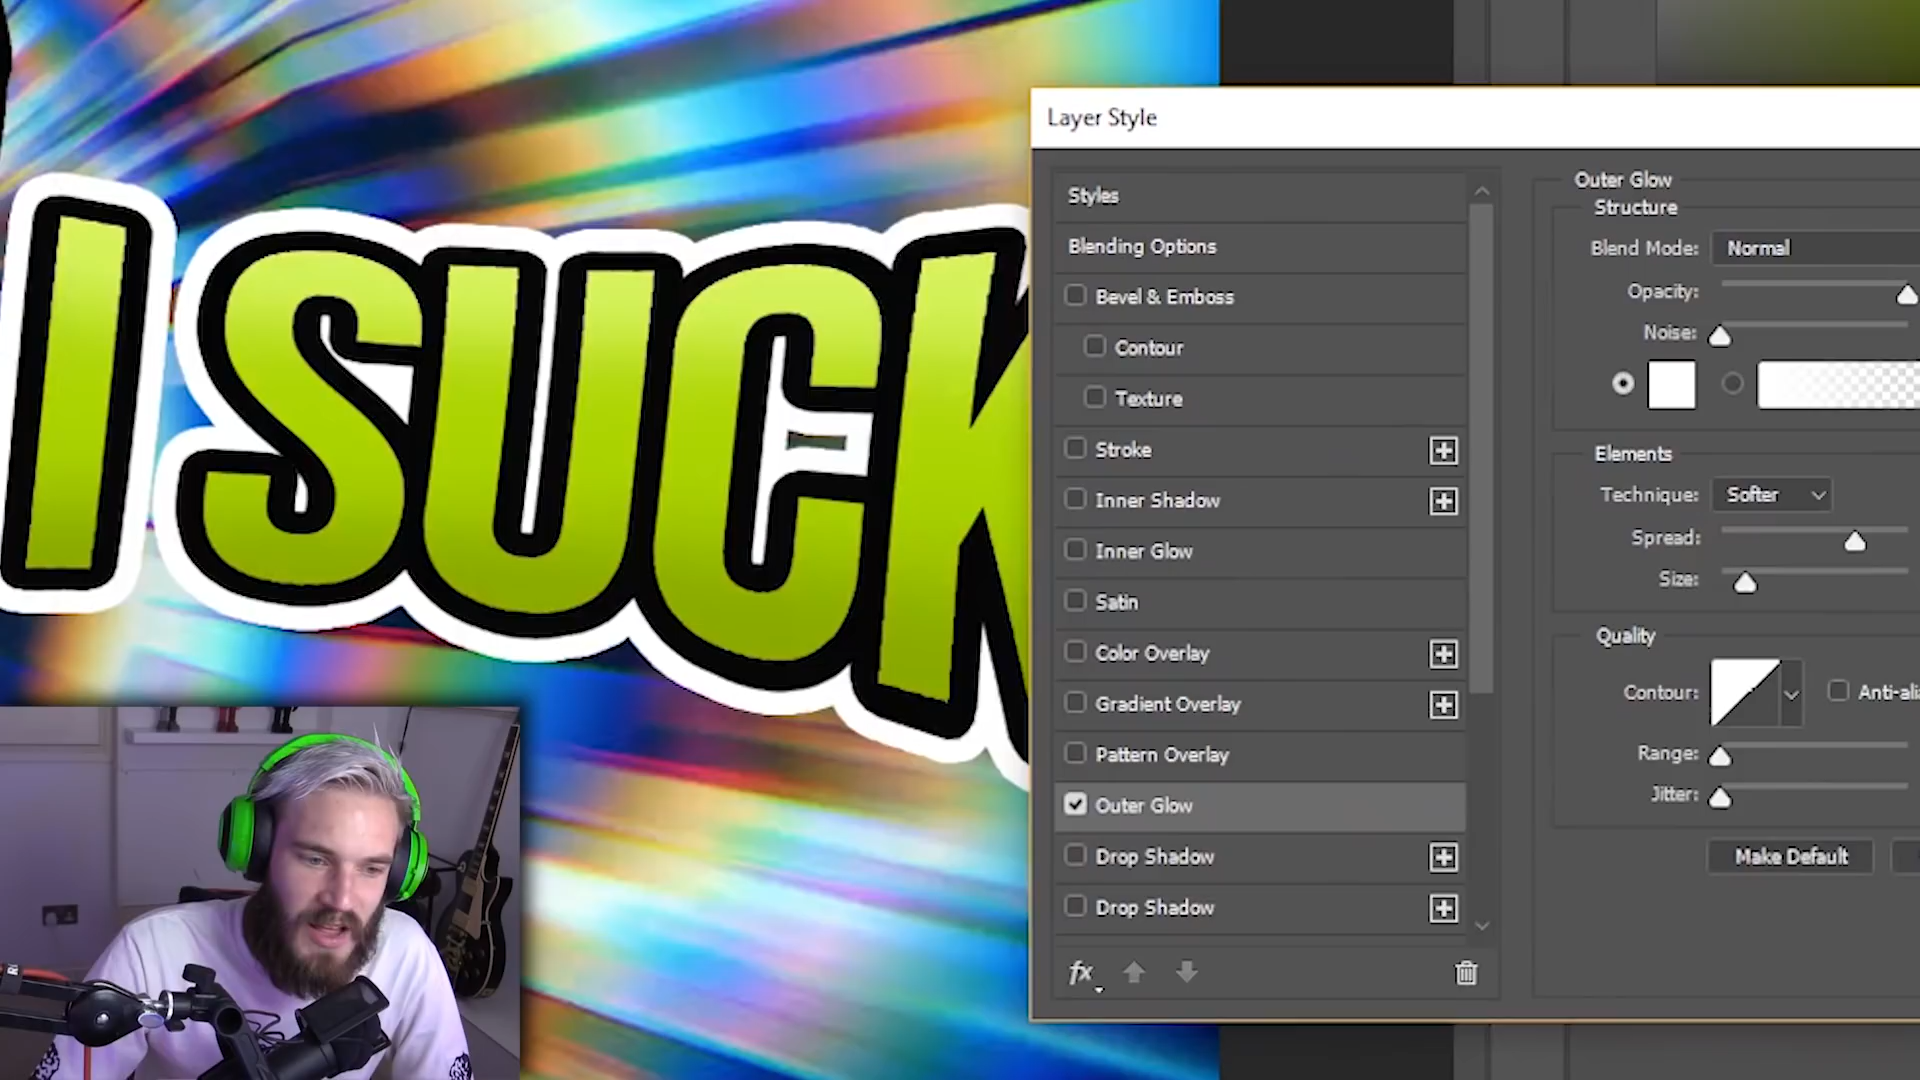 I SUCK
Layer Style
Styles
Blending Options
Bevel & Emboss
Contour
Texture
Stroke
Inner Shadow
Inner Glow
Satin
Color Overlay
Gradient Overlay
Pattern Overlay
Outer Glow
Drop Shadow
Drop Shadow
fx
Outer Glow
Structure
Blend Mode: Normal
Opacity:
Noise:
Elements
Technique: Softer
Spread:
Size:
Quality
Contour: Anti-ali
Range:
Jitter:
Make Default